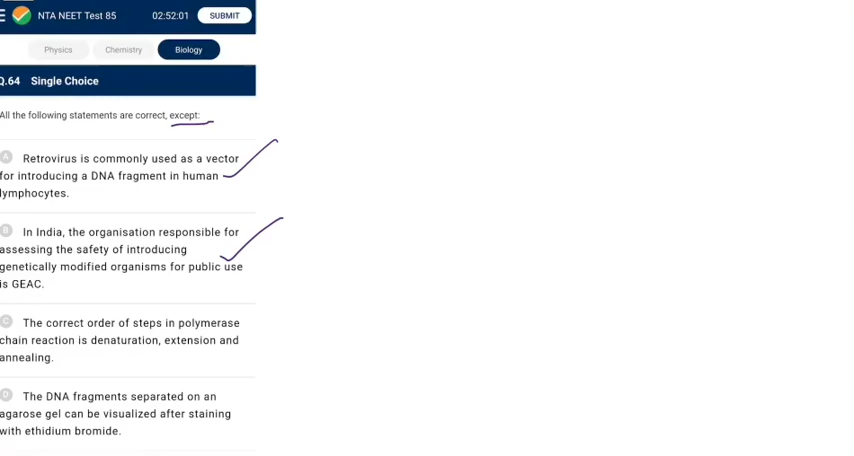 NTA NEET Test 85 02:52:01 SUBMIT
Physics Chemistry Biology
Q.64 Single Choice
All the following statements are correct, except:
A Retrovirus is commonly used as a vector
for introducing a DNA fragment in human
lymphocytes.
B In India, the organisation responsible for
assessing the safety of introducing
genetically modified organisms for public use
is GEAC.
C The correct order of steps in polymerase
chain reaction is denaturation, extension and
annealing.
D The DNA fragments separated on an
agarose gel can be visualized after staining
with ethidium bromide.